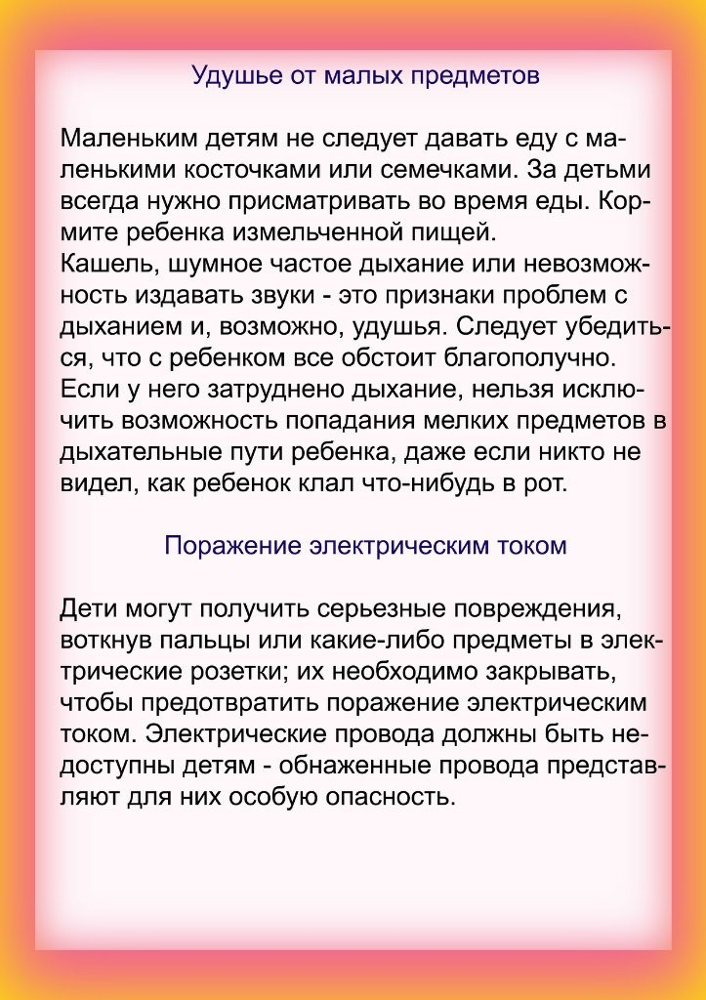 Удушье от малых предметов
Маленьким детям не следует давать еду с ма-
ленькими косточками или семечками. За детьми
всегда нужно присматривать во время еды. Кор-
мите ребенка измельченной пищей.
Кашель, шумное частое дыхание или невозмож-
ность издавать звуки - это признаки проблем с
дыханием и, возможно, удушья. Следует убедить-
ся, что с ребенком все обстоит благополучно.
Если у него затруднено дыхание, нельзя исклю-
чить возможность попадания мелких предметов в
дыхательные пути ребенка, даже если никто не
видел, как ребенок клал что-нибудь в рот.
Поражение электрическим током
Дети могут получить серьезные повреждения,
воткнув пальцы или какие-либо предметы в элек-
трические розетки; их необходимо закрывать,
чтобы предотвратить поражение электрическим
током. Электрические провода должны быть не-
доступны детям - обнаженные провода представ-
ляют для них особую опасность.